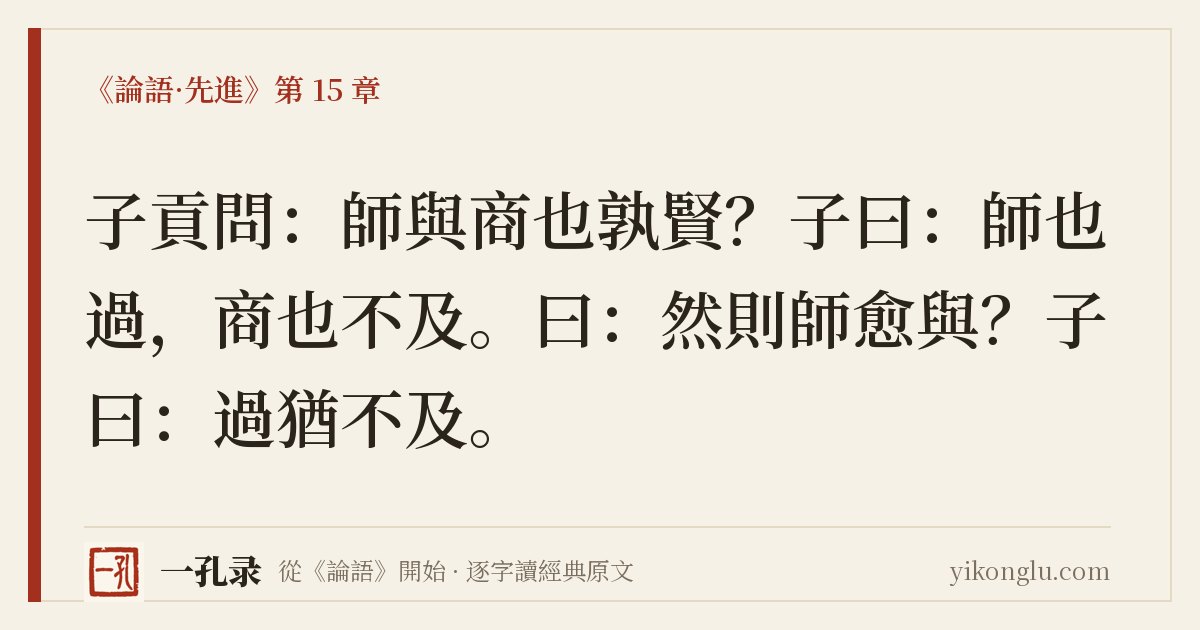 《論語·先進》第 15 章
子貢問：師與商也孰賢？子曰：師也
過，商也不及。曰：然則師愈與？子
曰：過猶不及。
一孔
一孔录 從《論語》開始 · 逐字讀經典原文
yikonglu.com